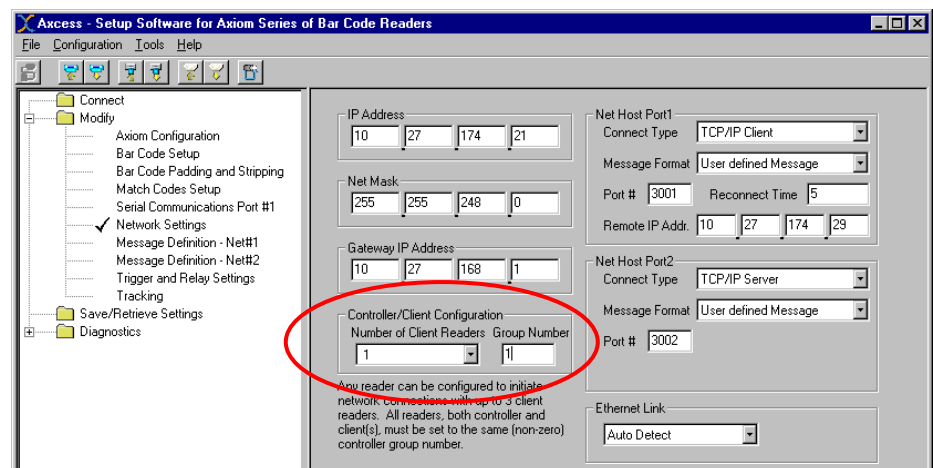 Axcess - Setup Software for Axiom Series of Bar Code Readers
File Configuration Tools Help
Connect
Modify
Axiom Configuration
Bar Code Setup
Bar Code Padding and Stripping
Match Codes Setup
Serial Communications Port #1
Network Settings
Message Definition - Net#1
Message Definition - Net#2
Trigger and Relay Settings
Tracking
Save/Retrieve Settings
Diagnostics
IP Address
10 . 27 . 174 . 21
Net Mask
255 . 255 . 248 . 0
Gateway IP Address
10 . 27 . 168 . 1
Controller/Client Configuration
Number of Client Readers Group Number
1 1
Any reader can be configured to initiate
network connections with up to 3 client
readers. All readers, both controller and
client(s), must be set to the same (non-zero)
controller group number.
Net Host Port1
Connect Type TCP/IP Client
Message Format User defined Message
Port # 3001 Reconnect Time 5
Remote IP Addr. 10 . 27 . 174 . 29
Net Host Port2
Connect Type TCP/IP Server
Message Format User defined Message
Port # 3002
Ethernet Link
Auto Detect